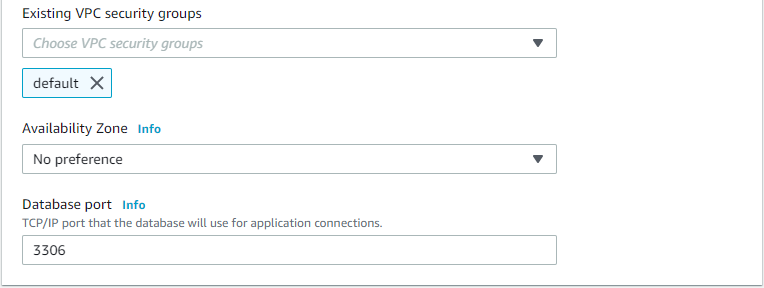 Existing VPC security groups
Choose VPC security groups
default
Availability Zone Info
No preference
Database port Info
TCP/IP port that the database will use for application connections.
3306